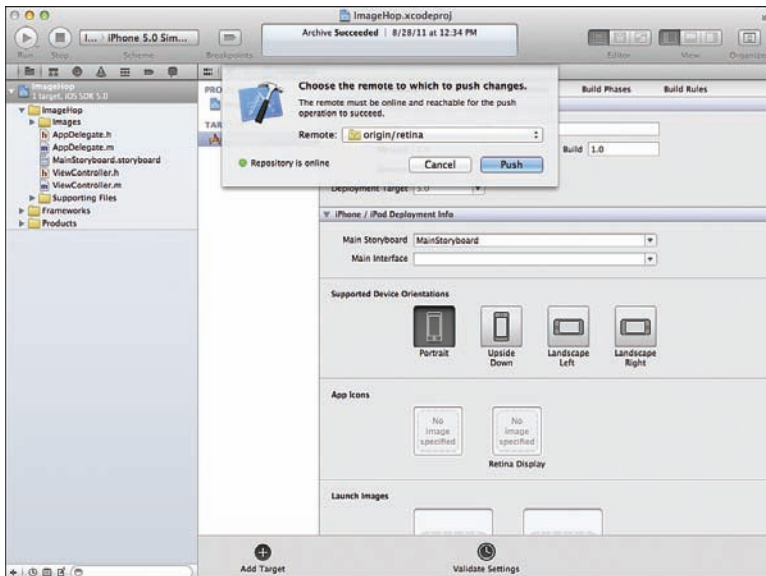 ImageHop.xcodeproj
I... iPhone 5.0 Sim...
Archive Succeeded | 8/28/11 at 12:34 PM
Run Stop Scheme Breakpoints Editor View Organizer
ImageHop
1 target, iOS SDK 5.0
ImageHop
Images
AppDelegate.h
AppDelegate.m
MainStoryboard.storyboard
ViewController.h
ViewController.m
Supporting Files
Frameworks
Products
PRO
TAR
Choose the remote to which to push changes.
The remote must be online and reachable for the push
operation to succeed.
Remote: origin/retina
Repository is online
Cancel Push
Build Phases Build Rules
Build 1.0
Deployment Target 5.0
iPhone / iPod Deployment Info
Main Storyboard MainStoryboard
Main Interface
Supported Device Orientations
Portrait
Upside
Down
Landscape
Left
Landscape
Right
App Icons
No
image
specified
No
image
specified
Retina Display
Launch Images
Add Target Validate Settings